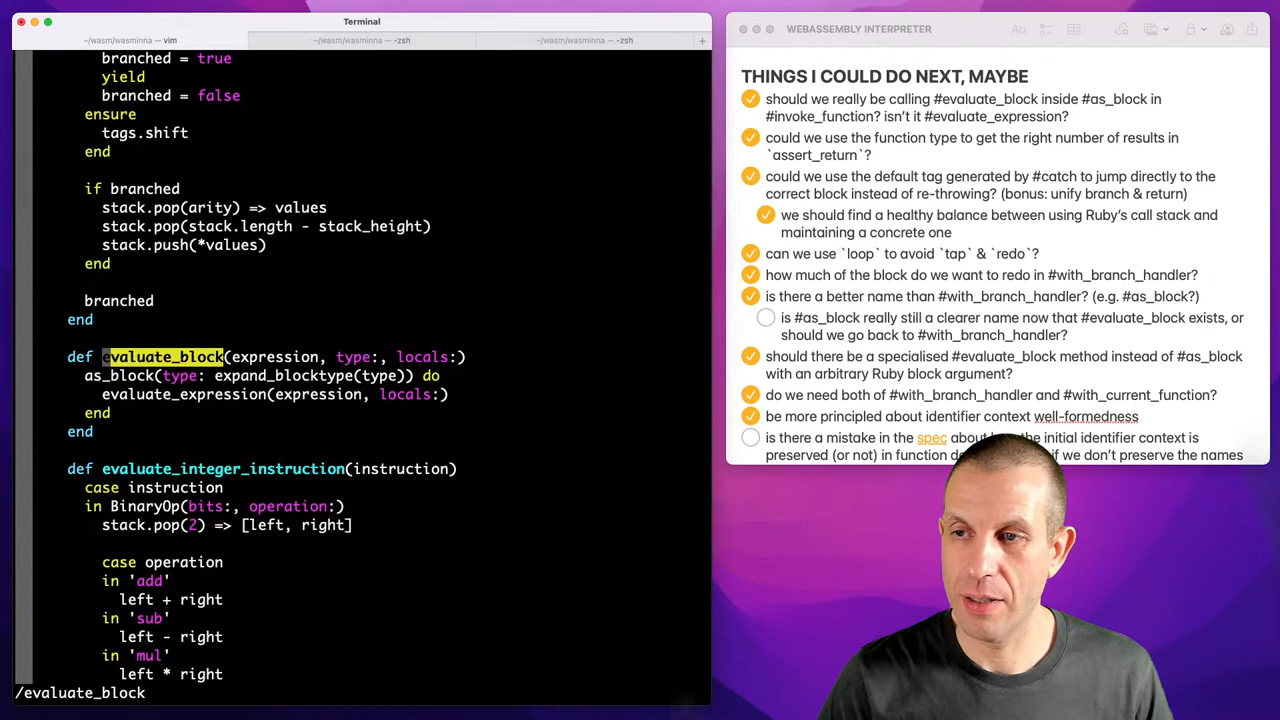 Terminal
~/wasm/wasminna — vim
~/wasm/wasminna — -zsh
~/wasm/wasminna — -zsh
+
branched = true
yield
branched = false
ensure
tags.shift
end
if branched
stack.pop(arity) => values
stack.pop(stack.length - stack_height)
stack.push(*values)
end
branched
end
def evaluate_block(expression, type:, locals:)
as_block(type: expand_blocktype(type)) do
evaluate_expression(expression, locals:)
end
end
def evaluate_integer_instruction(instruction)
case instruction
in BinaryOp(bits:, operation:)
stack.pop(2) => [left, right]
case operation
in 'add'
left + right
in 'sub'
left - right
in 'mul'
left * right
/evaluate_block
WEBASSEMBLY INTERPRETER
Aa
THINGS I COULD DO NEXT, MAYBE
should we really be calling #evaluate_block inside #as_block in
#invoke_function? isn't it #evaluate_expression?
could we use the function type to get the right number of results in
`assert_return`?
could we use the default tag generated by #catch to jump directly to the
correct block instead of re-throwing? (bonus: unify branch & return)
we should find a healthy balance between using Ruby's call stack and
maintaining a concrete one
can we use `loop` to avoid `tap` & `redo`?
how much of the block do we want to redo in #with_branch_handler?
is there a better name than #with_branch_handler? (e.g. #as_block?)
is #as_block really still a clearer name now that #evaluate_block exists, or
should we go back to #with_branch_handler?
should there be a specialised #evaluate_block method instead of #as_block
with an arbitrary Ruby block argument?
do we need both of #with_branch_handler and #with_current_function?
be more principled about identifier context well-formedness
is there a mistake in the spec about the initial identifier context is
preserved (or not) in function if we don't preserve the names